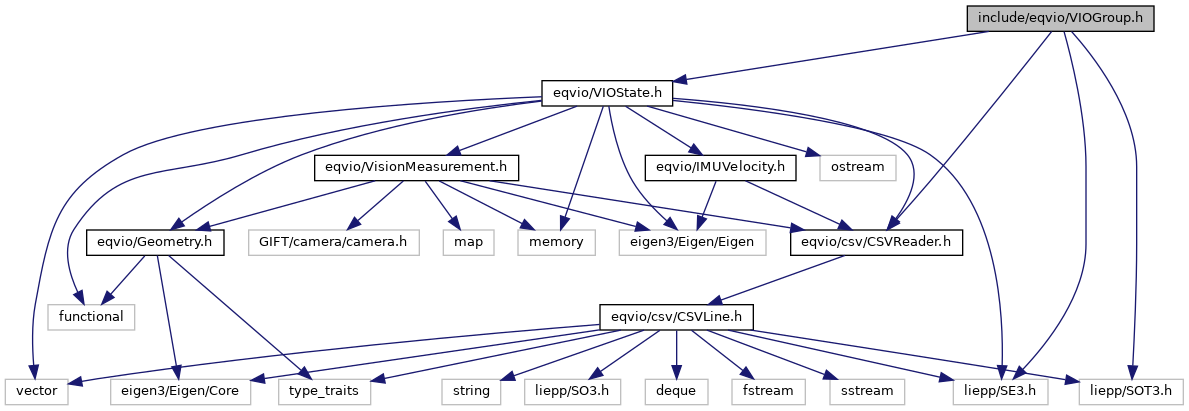 include/eqvio/VIOGroup.h
eqvio/VIOState.h
eqvio/VisionMeasurement.h
eqvio/IMUVelocity.h
ostream
eqvio/Geometry.h
GIFT/camera/camera.h
map
memory
eigen3/Eigen/Eigen
eqvio/csv/CSVReader.h
functional
eqvio/csv/CSVLine.h
vector
eigen3/Eigen/Core
type_traits
string
liepp/SO3.h
deque
fstream
sstream
liepp/SE3.h
liepp/SOT3.h